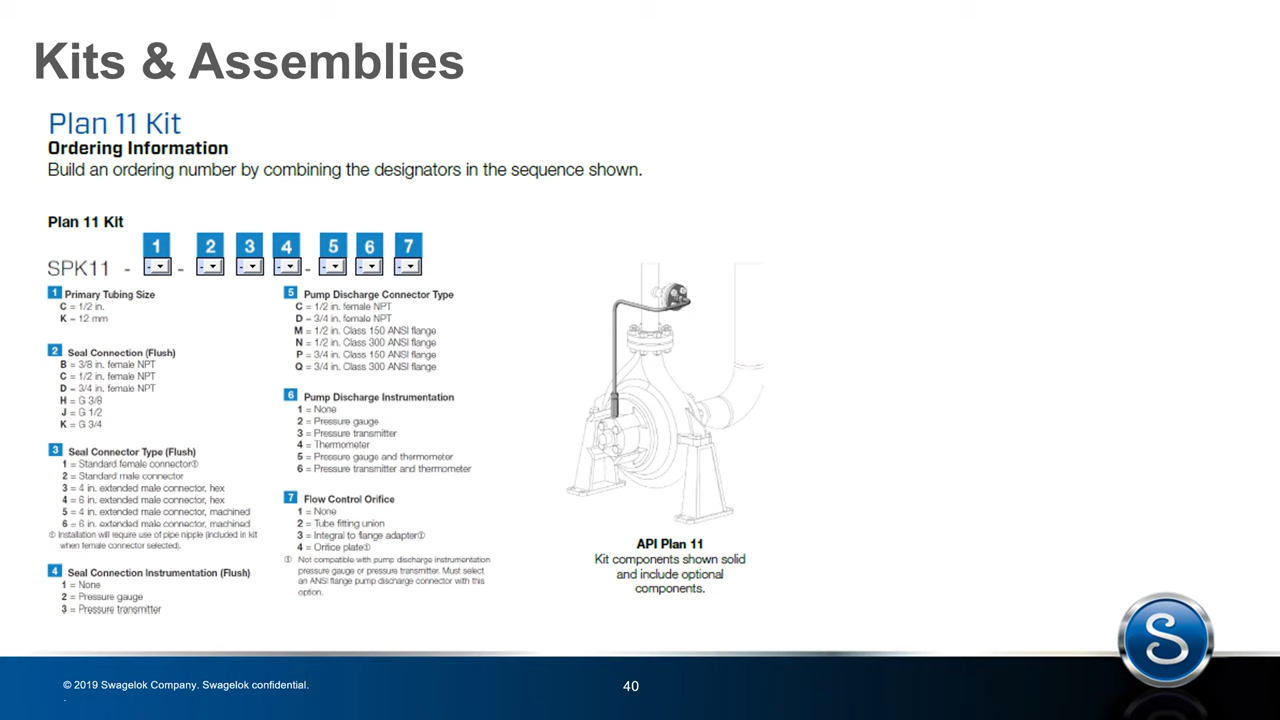 Kits & Assemblies
Plan 11 Kit
Ordering Information
Build an ordering number by combining the designators in the sequence shown.
Plan 11 Kit
1 2 3 4 5 6 7
SPK11 - - - - - - - - -
1 Primary Tubing Size
C = 1/2 in.
K = 12 mm
2 Seal Connection (Flush)
B = 3/8 in. female NPT
C = 1/2 in. female NPT
D = 3/4 in. female NPT
H = G 3/8
J = G 1/2
K = G 3/4
3 Seal Connector Type (Flush)
1 = Standard female connector①
2 = Standard male connector
3 = 4 in. extended male connector, hex
4 = 6 in. extended male connector, hex
5 = 4 in. extended male connector, machined
6 = 6 in. extended male connector, machined
① Installation will require use of pipe nipple (included in kit
when female connector selected).
4 Seal Connection Instrumentation (Flush)
1 = None
2 = Pressure gauge
3 = Pressure transmitter
5 Pump Discharge Connector Type
C = 1/2 in. female NPT
D = 3/4 in. female NPT
M = 1/2 in. Class 150 ANSI flange
N = 1/2 in. Class 300 ANSI flange
P = 3/4 in. Class 150 ANSI flange
Q = 3/4 in. Class 300 ANSI flange
6 Pump Discharge Instrumentation
1 = None
2 = Pressure gauge
3 = Pressure transmitter
4 = Thermometer
5 = Pressure gauge and thermometer
6 = Pressure transmitter and thermometer
7 Flow Control Orifice
1 = None
2 = Tube fitting union
3 = Integral to flange adapter①
4 = Orifice plate①
① Not compatible with pump discharge instrumentation
pressure gauge or pressure transmitter. Must select
an ANSI flange pump discharge connector with this
option.
API Plan 11
Kit components shown solid
and include optional
components.
S
© 2019 Swagelok Company. Swagelok confidential.
.
40